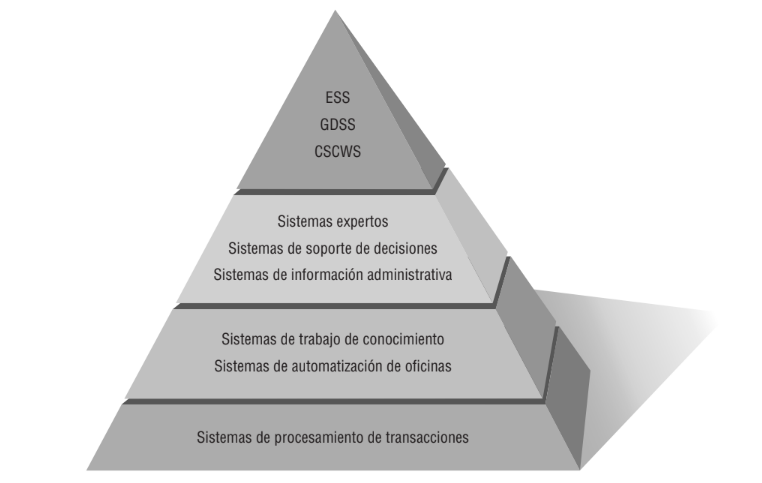 ESS
GDSS
CSCWS
Sistemas expertos
Sistemas de soporte de decisiones
Sistemas de información administrativa
Sistemas de trabajo de conocimiento
Sistemas de automatización de oficinas
Sistemas de procesamiento de transacciones